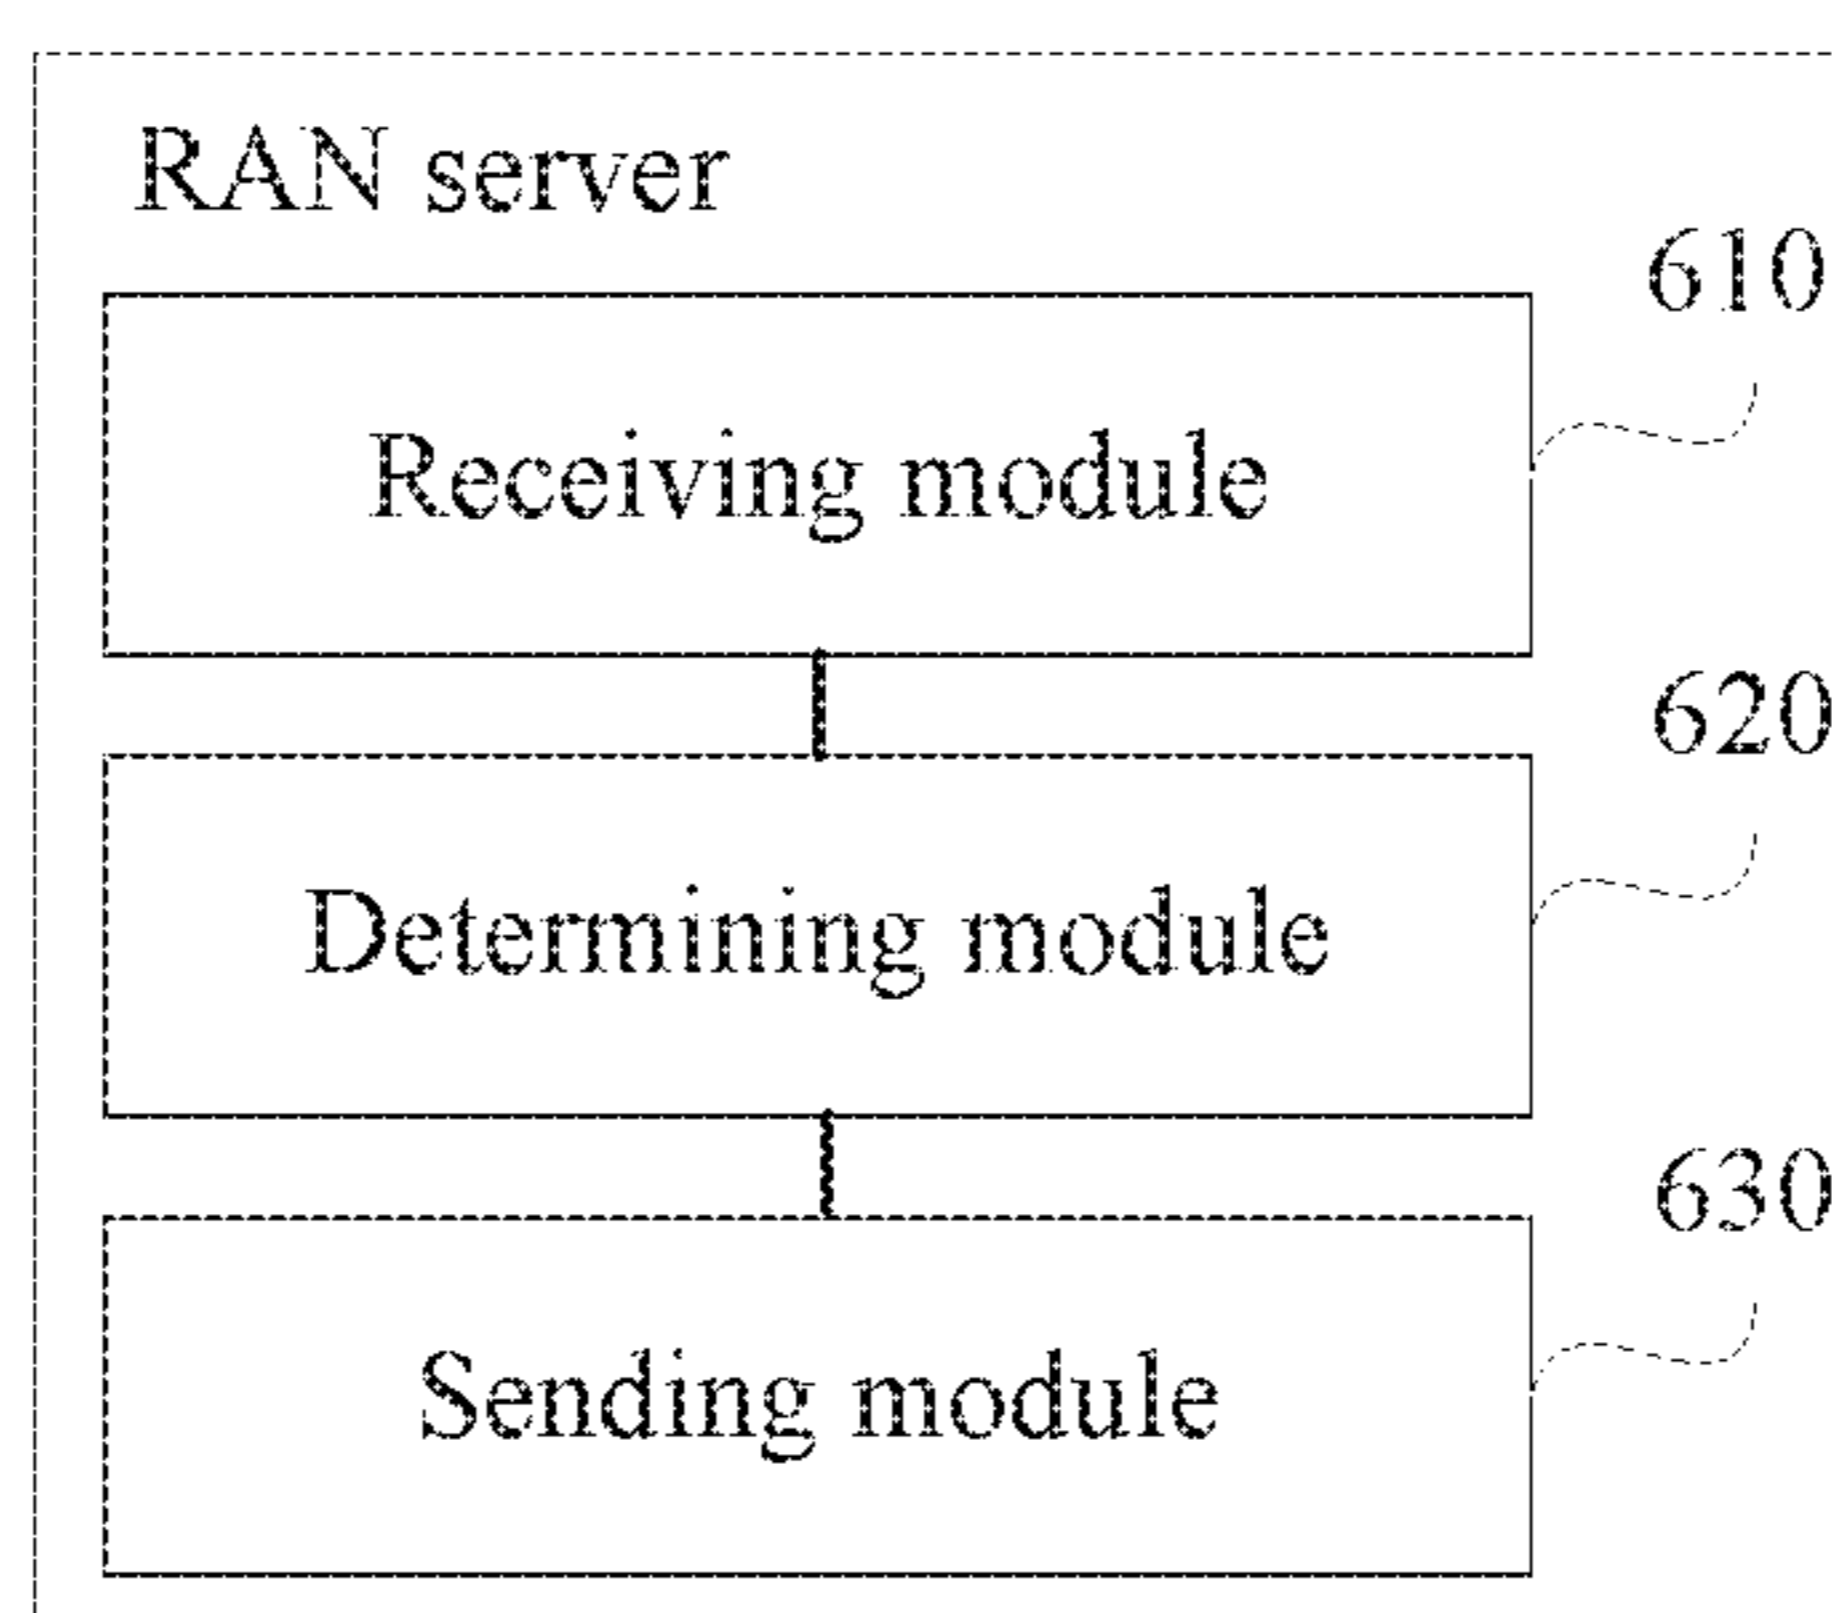 RAN server
610
Receiving module
620
Determining module
630
Sending module